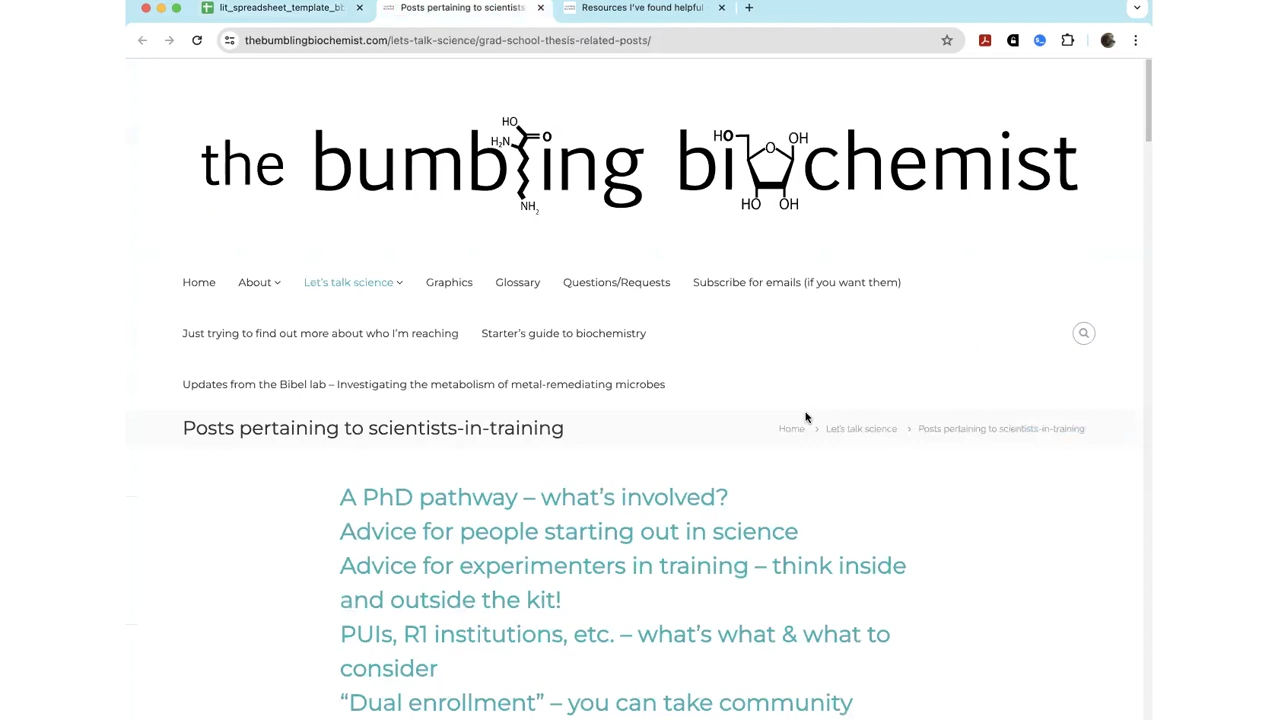 lit_spreadsheet_template_bb
Posts pertaining to scientists
Resources I've found helpful
thebumblingbiochemist.com/lets-talk-science/grad-school-thesis-related-posts/
the bumbling biochemist
HO
O
H₂N
NH₂
HO
O
OH
HO
OH
Home
About
Let's talk science
Graphics
Glossary
Questions/Requests
Subscribe for emails (if you want them)
Just trying to find out more about who I'm reaching
Starter's guide to biochemistry
Updates from the Bibel lab – Investigating the metabolism of metal-remediating microbes
Posts pertaining to scientists-in-training
Home › Let's talk science › Posts pertaining to scientists-in-training
A PhD pathway – what's involved?
Advice for people starting out in science
Advice for experimenters in training – think inside
and outside the kit!
PUIs, R1 institutions, etc. – what's what & what to
consider
“Dual enrollment” – you can take community